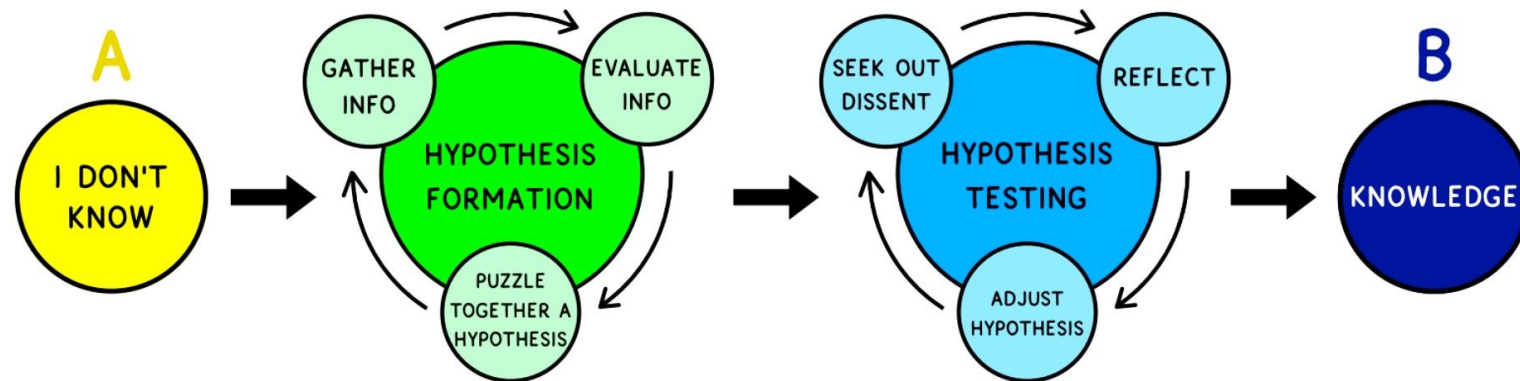 A
I DON'T
KNOW
GATHER
INFO
EVALUATE
INFO
HYPOTHESIS
FORMATION
PUZZLE
TOGETHER A
HYPOTHESIS
SEEK OUT
DISSENT
REFLECT
HYPOTHESIS
TESTING
ADJUST
HYPOTHESIS
B
KNOWLEDGE